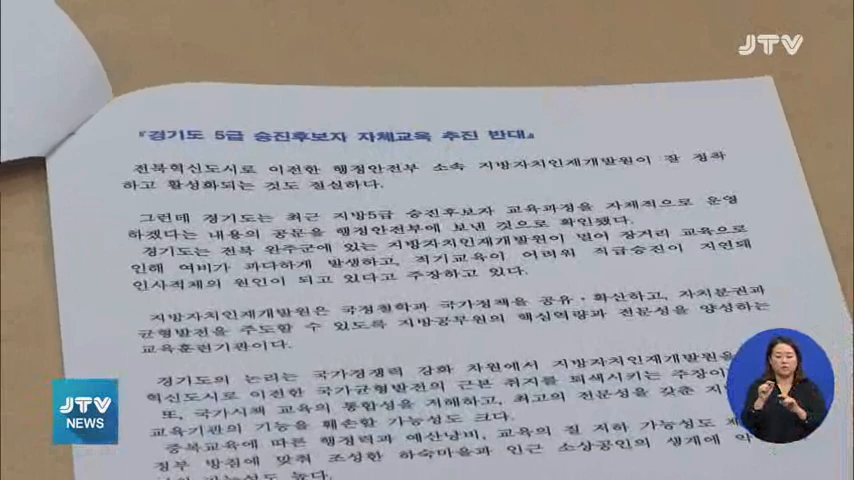 JTV
『경기도 5급 승진후보자 자체교육 추진 반대』
전북혁신도시로 이전한 행정안전부 소속 지방자치인재개발원이 잘 정착
하고 활성화되는 것도 절실하다.
그런데 경기도는 최근 지방5급 승진후보자 교육과정을 자체적으로 운영
하겠다는 내용의 공문을 행정안전부에 보낸 것으로 확인됐다.
경기도는 전북 완주군에 있는 지방자치인재개발원이 멀어 장거리 교육으로
인해 여비가 과다하게 발생하고, 적기교육이 어려워 직급승진이 지연돼
인사적체의 원인이 되고 있다고 주장하고 있다.
지방자치인재개발원은 국정철학과 국가정책을 공유·확산하고, 자치분권과
균형발전을 주도할 수 있도록 지방공무원의 핵심역량과 전문성을 양성하는
교육훈련기관이다.
경기도의 논리는 국가경쟁력 강화 차원에서 지방자치인재개발원을
혁신도시로 이전한 국가균형발전의 근본 취지를 퇴색시키는 주장이
또, 국가시책 교육의 통합성을 저해하고, 최고의 전문성을 갖춘
교육기관의 기능을 훼손할 가능성도 크다.
중복교육에 따른 행정력과 예산낭비, 교육의 질 저하 가능성도
정부 방침에 맞춰 조성한 하숙마을과 인근 소상공인의 생계에
높다.
JTV
NEWS